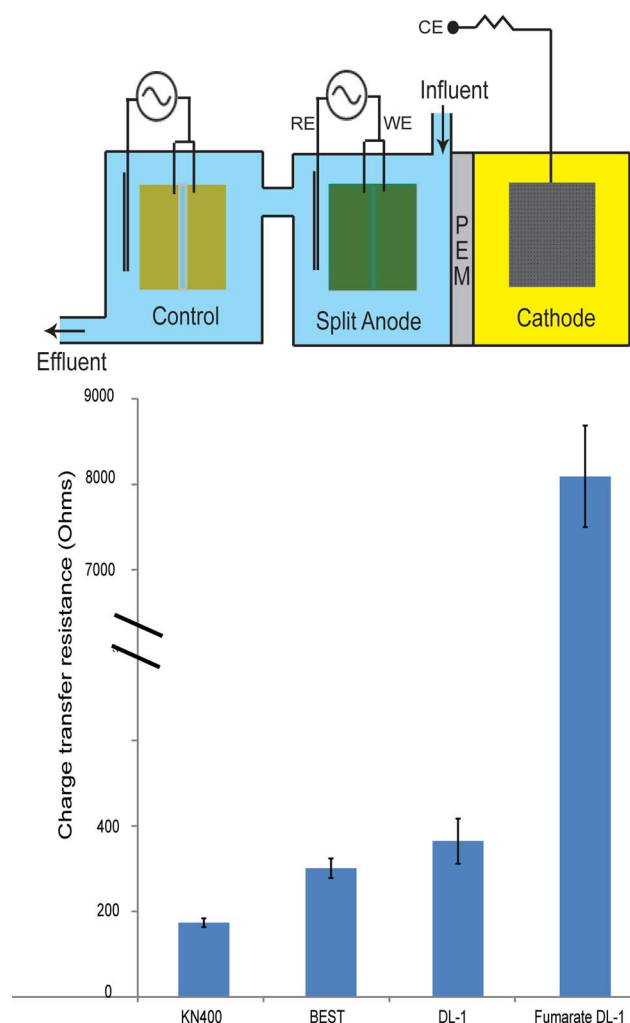 CE
Influent
RE
WE
PEM
Control
Split Anode
Cathode
Effluent
Charge transfer resistance (Ohms)
9000
8000
7000
400
200
0
KN400
BEST
DL-1
Fumarate DL-1